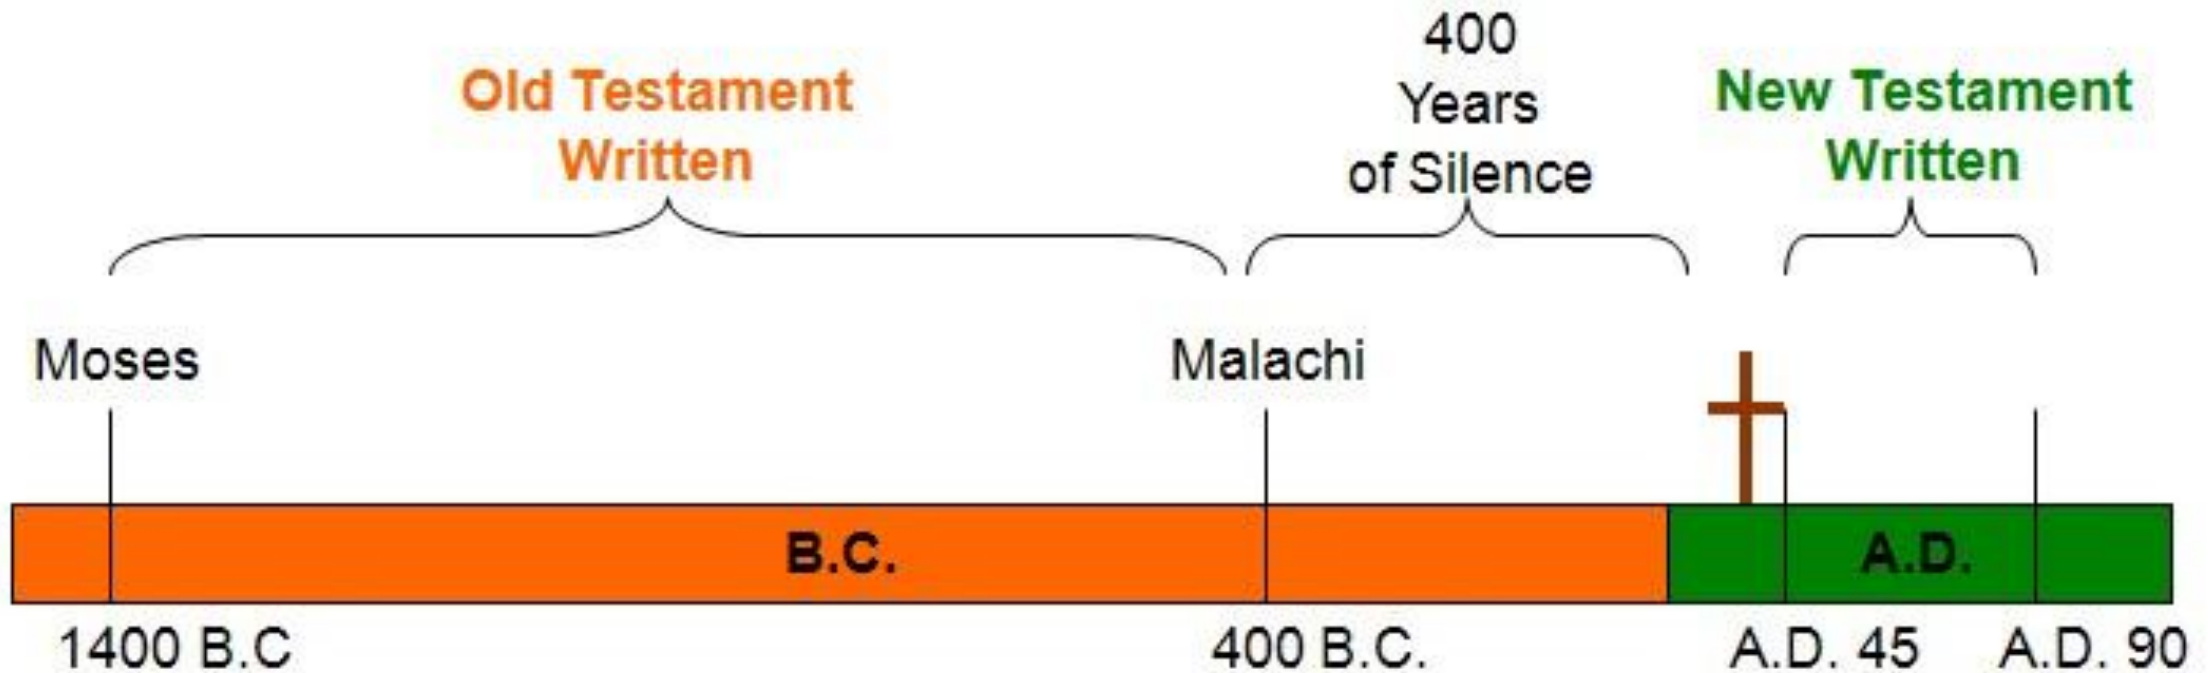 400
Years
of Silence
Old Testament
Written
New Testament
Written
Moses
Malachi
B.C.
A.D.
1400 B.C
400 B.C.
A.D. 45
A.D. 90